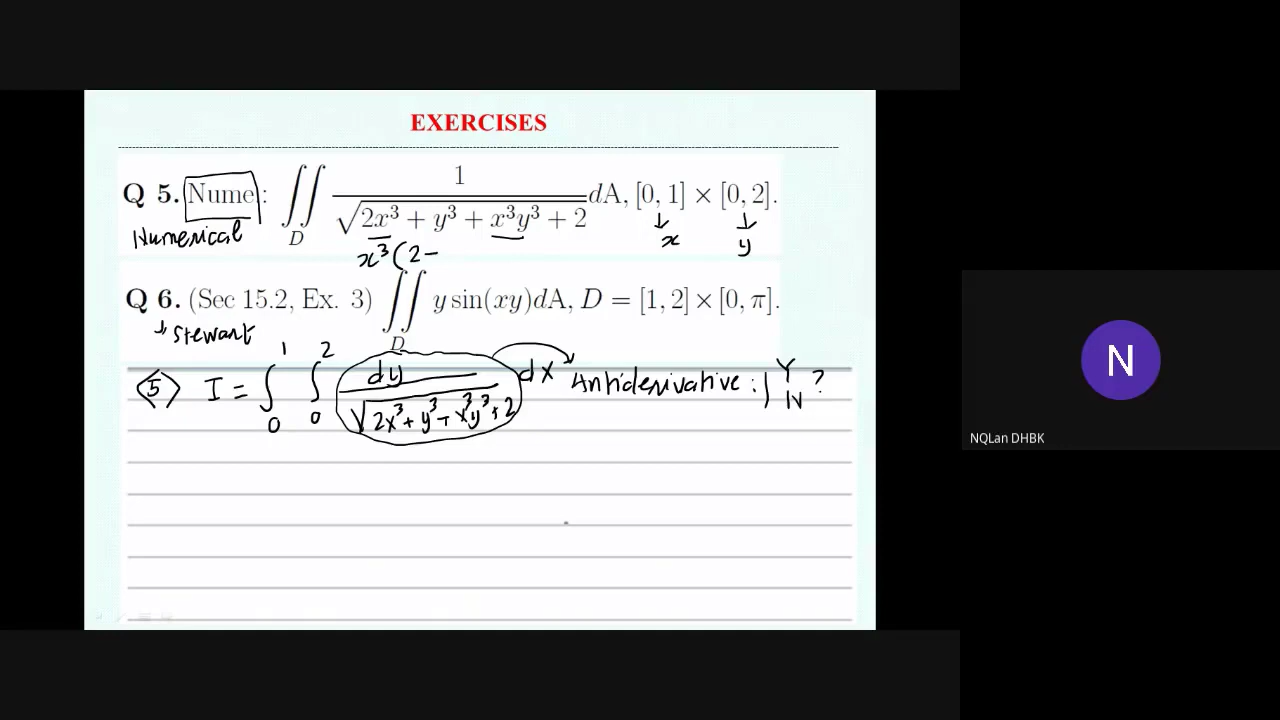 EXERCISES
Q 5. Nume : ∬_D 1/√(2x³ + y³ + x³y³ + 2) dA, [0, 1] × [0, 2].
Numerical x y
x³ (2 −
Q 6. (Sec 15.2, Ex. 3) ∬_D y sin(xy)dA, D = [1, 2] × [0, π].
↳ Stewart
⟨5⟩ I = ∫₀¹ ∫₀² dy/√(2x³ + y³ + x³y³ + 2) dx Antiderivative : Y N ?
N
NQLan DHBK